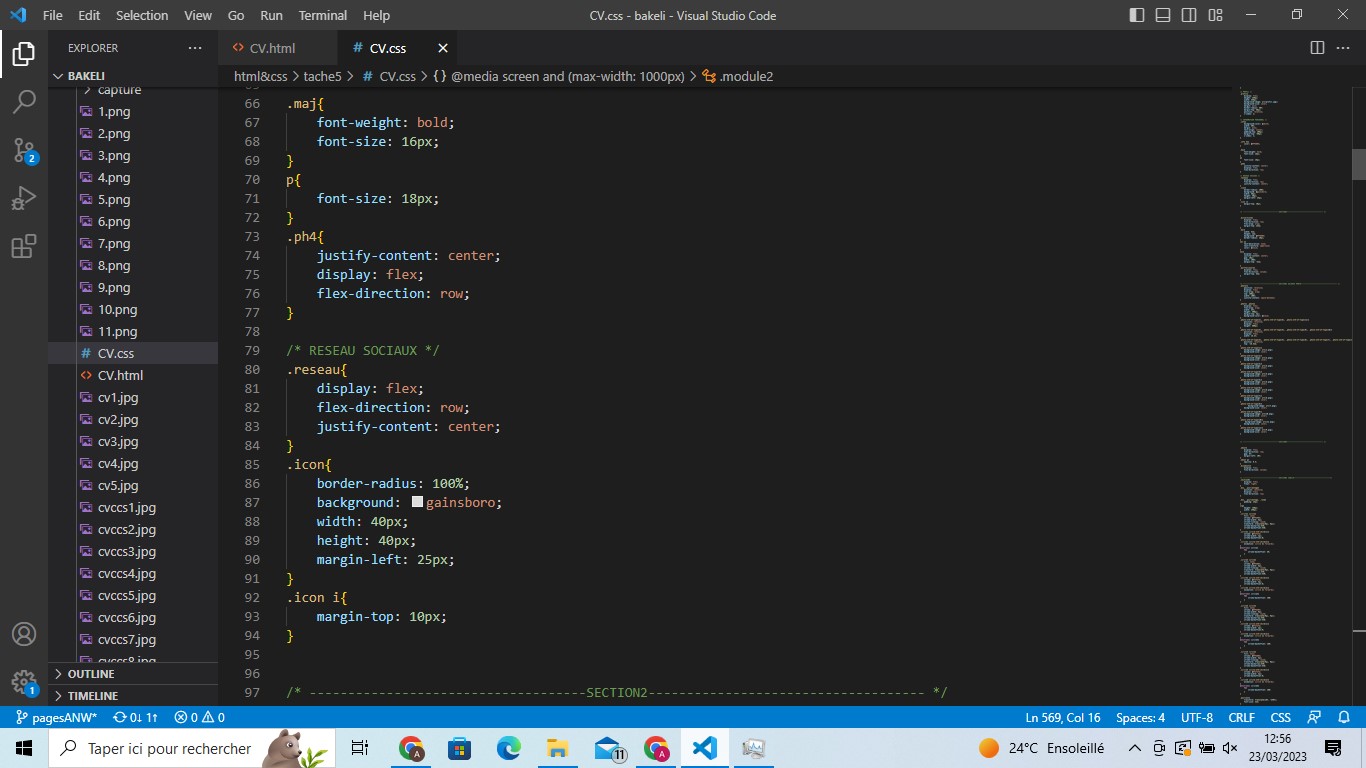 File Edit Selection View Go Run Terminal Help
CV.css - bakeli - Visual Studio Code
EXPLORER
CV.html
# CV.css
BAKELI
html&css > tache5 > # CV.css > {} @media screen and (max-width: 1000px) > .module2
capture
1.png
2.png
3.png
4.png
5.png
6.png
7.png
8.png
9.png
10.png
11.png
# CV.css
<> CV.html
cv1.jpg
cv2.jpg
cv3.jpg
cv4.jpg
cv5.jpg
cvccs1.jpg
cvccs2.jpg
cvccs3.jpg
cvccs4.jpg
cvccs5.jpg
cvccs6.jpg
cvccs7.jpg
cvccs8.jpg
OUTLINE
TIMELINE
66 .maj{
67 font-weight: bold;
68 font-size: 16px;
69 }
70 p{
71 font-size: 18px;
72 }
73 .ph4{
74 justify-content: center;
75 display: flex;
76 flex-direction: row;
77 }
78
79 /* RESEAU SOCIAUX */
80 .reseau{
81 display: flex;
82 flex-direction: row;
83 justify-content: center;
84 }
85 .icon{
86 border-radius: 100%;
87 background: gainsboro;
88 width: 40px;
89 height: 40px;
90 margin-left: 25px;
91 }
92 .icon i{
93 margin-top: 10px;
94 }
95
96
97 /* ------------------------------------SECTION2------------------------------------ */
2
1
pagesANW* 0↓ 1↑ 0 0
Ln 569, Col 16 Spaces: 4 UTF-8 CRLF CSS
Taper ici pour rechercher
11
24°C Ensoleillé
12:56
23/03/2023